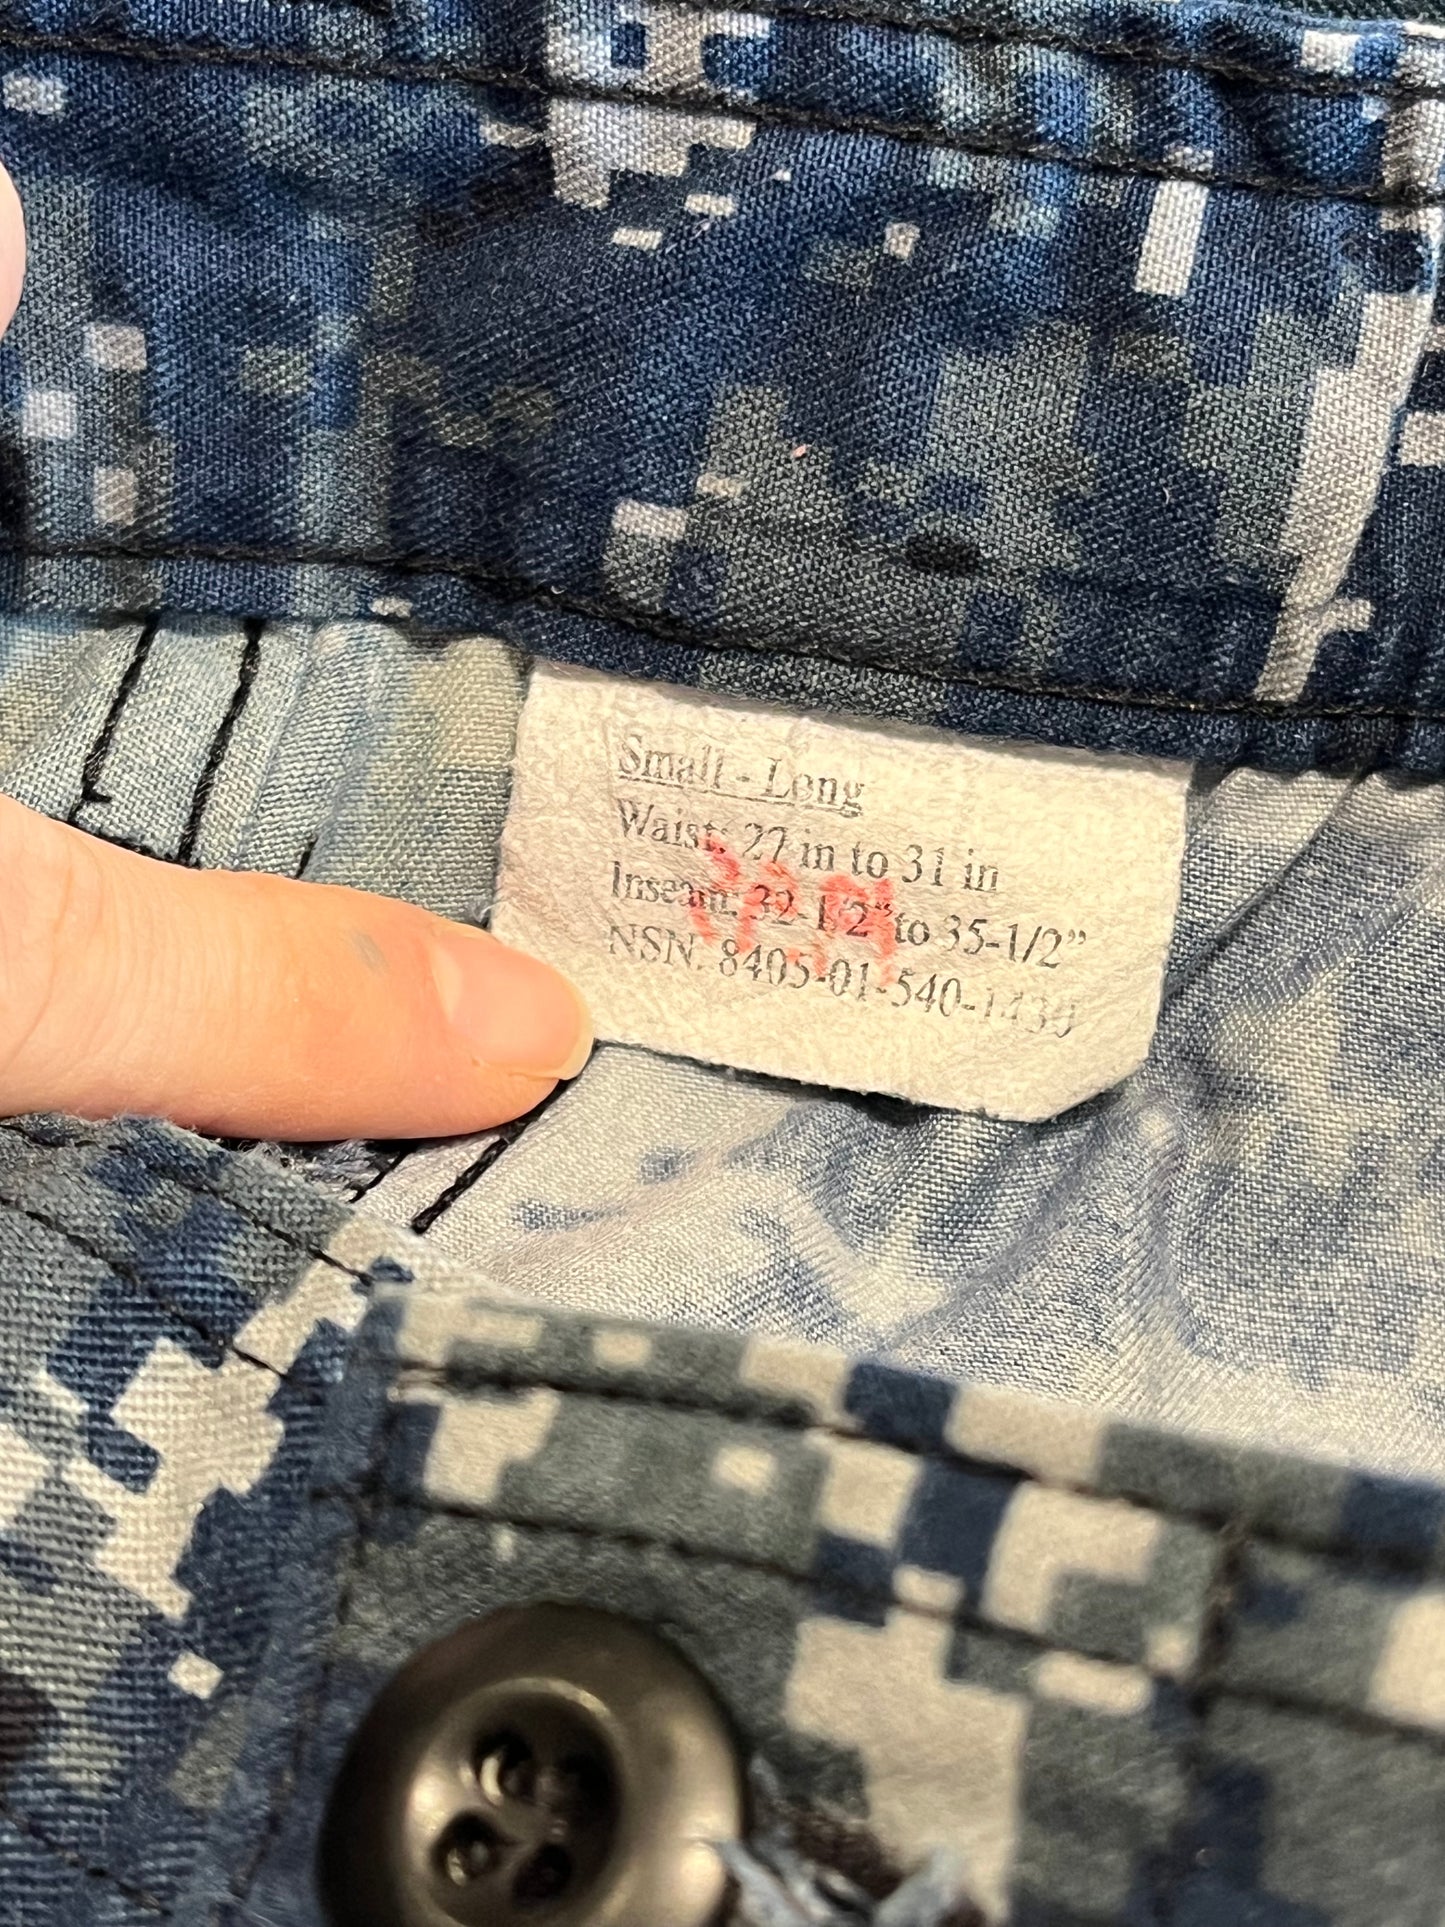 Small - Long
Waist: 27 in to 31 in
Inseam: 32-1/2" to 35-1/2"
NSN. 8405-01-540-1430